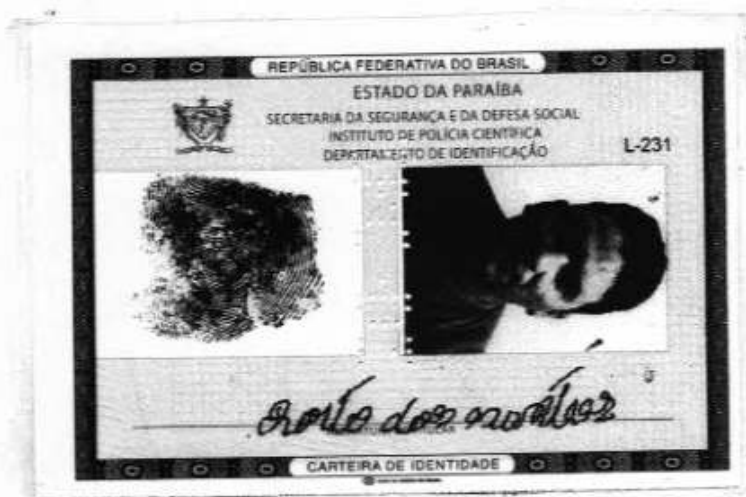 REPÚBLICA FEDERATIVA DO BRASIL
ESTADO DA PARAÍBA
SECRETARIA DA SEGURANÇA E DA DEFESA SOCIAL
INSTITUTO DE POLÍCIA CIENTÍFICA
DEPARTAMENTO DE IDENTIFICAÇÃO
L-231
dos
CARTEIRA DE IDENTIDADE